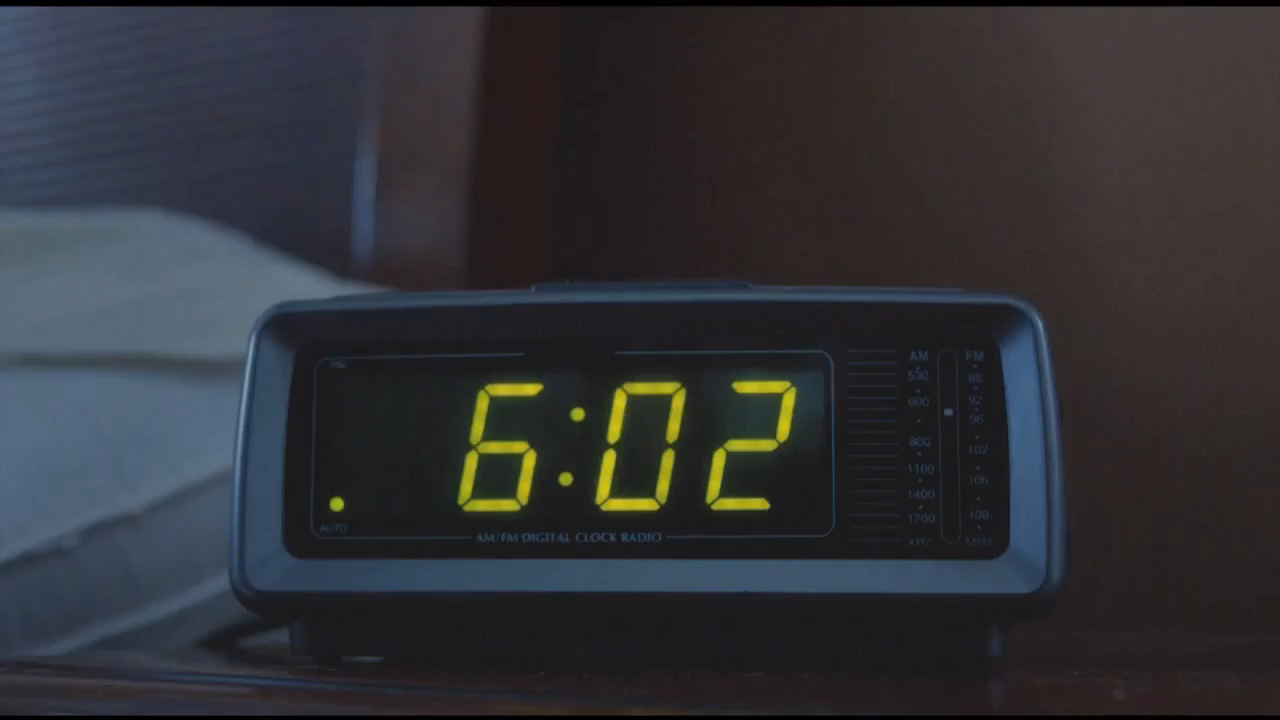 PM
6:02
AUTO
AM/FM DIGITAL CLOCK RADIO
AM FM
530 88
600 92
96
800 102
1100 106
1400 108
1700
KHZ MHZ